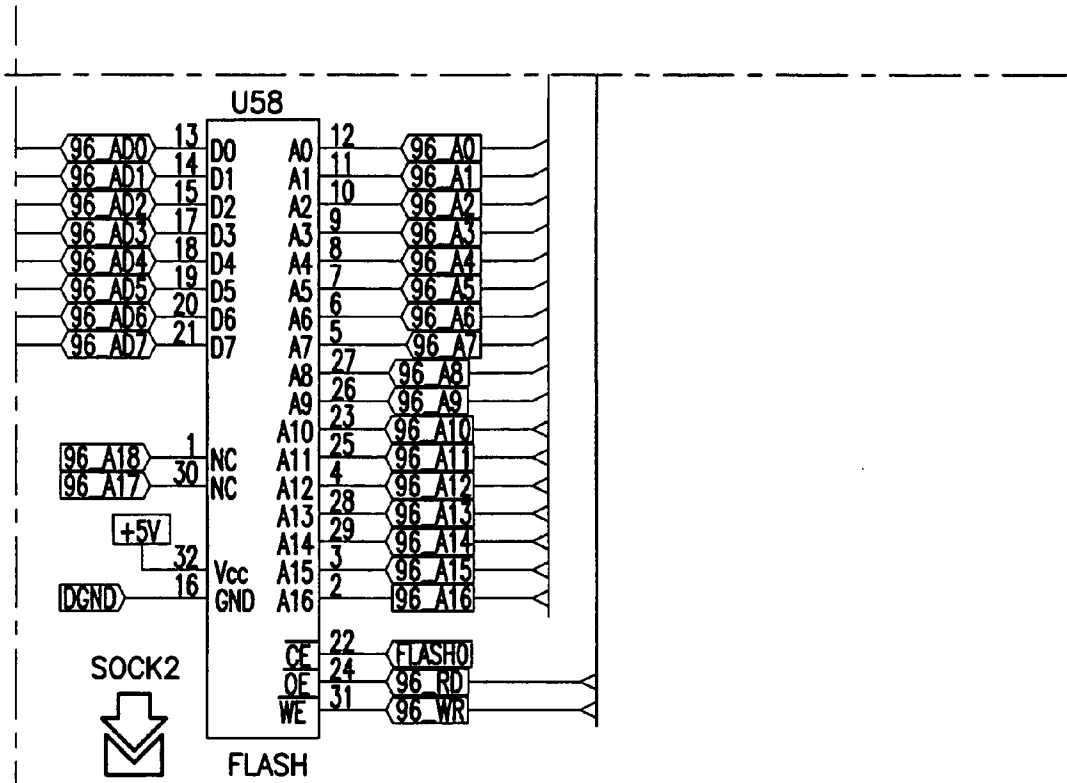 U58
96_AD0 13 D0 A0 12 96_A0
96_AD1 14 D1 A1 11 96_A1
96_AD2 15 D2 A2 10 96_A2
96_AD3 17 D3 A3 9 96_A3
96_AD4 18 D4 A4 8 96_A4
96_AD5 19 D5 A5 7 96_A5
96_AD6 20 D6 A6 6 96_A6
96_AD7 21 D7 A7 5 96_A7
A8 27 96_A8
A9 26 96_A9
A10 23 96_A10
96_A18 1 NC A11 25 96_A11
96_A17 30 NC A12 4 96_A12
A13 28 96_A13
+5V A14 29 96_A14
32 Vcc A15 3 96_A15
DGND 16 GND A16 2 96_A16
CE 22 FLASH0
SOCK2 OE 24 96_RD
WE 31 96_WR
FLASH